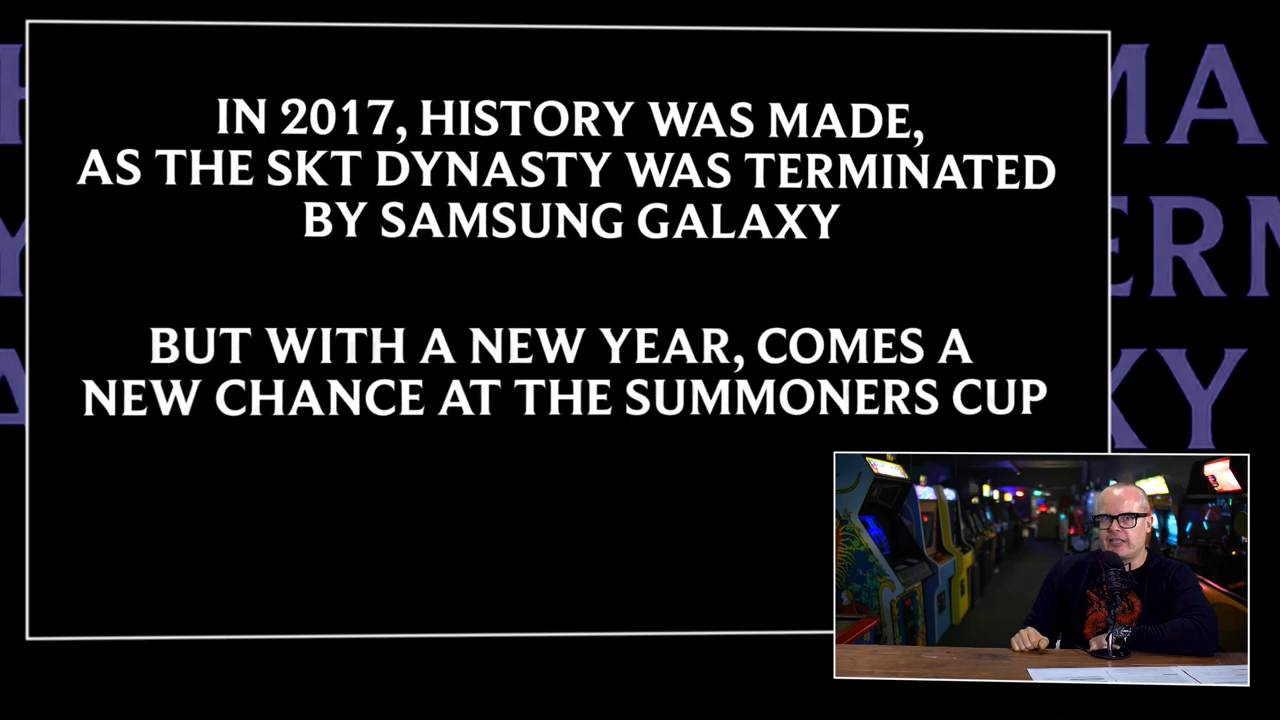 IN 2017, HISTORY WAS MADE,
AS THE SKT DYNASTY WAS TERMINATED
BY SAMSUNG GALAXY
BUT WITH A NEW YEAR, COMES A
NEW CHANCE AT THE SUMMONERS CUP